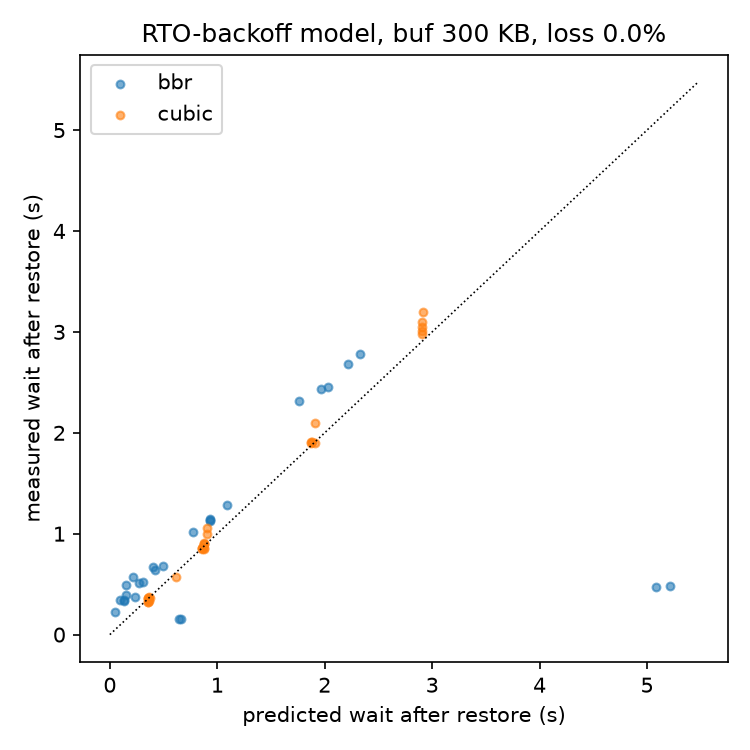 RTO-backoff model, buf 300 KB, loss 0.0%
bbr
cubic
measured wait after restore (s)
5
4
3
2
1
0
0 1 2 3 4 5
predicted wait after restore (s)